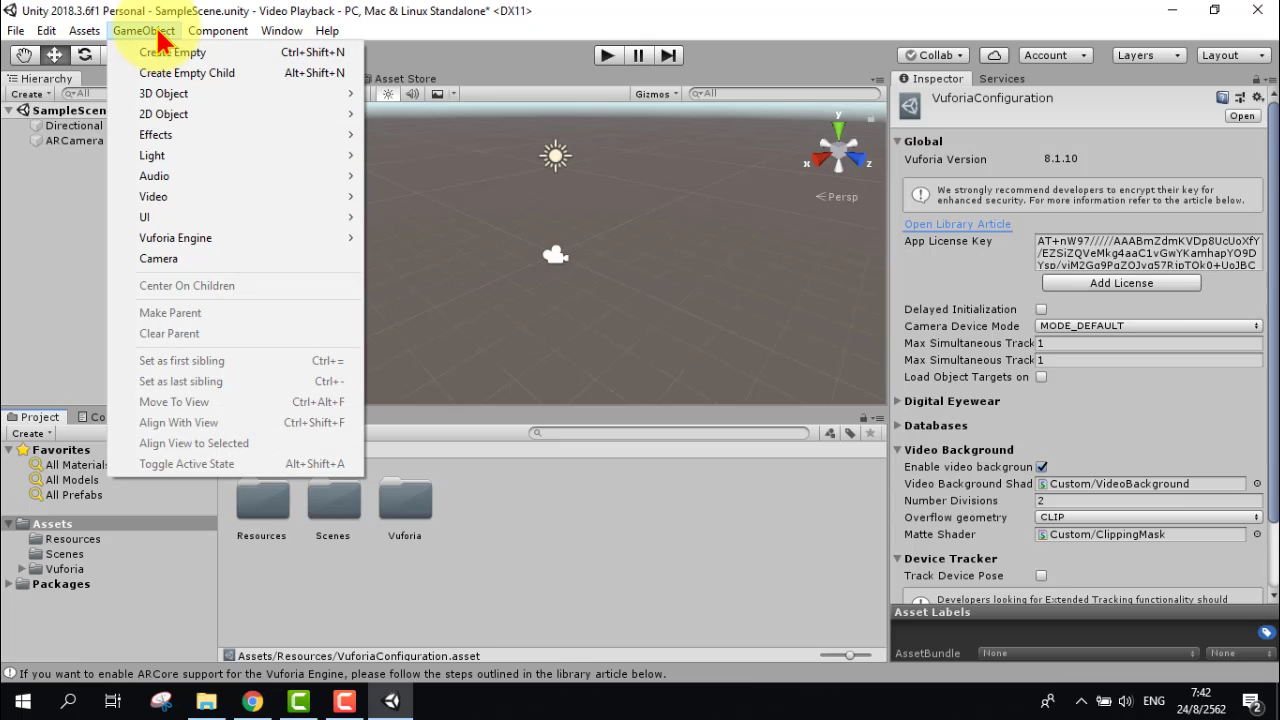 Unity 2018.3.6f1 Personal - SampleScene.unity - Video Playback - PC, Mac & Linux Standalone* <DX11>
File Edit Assets GameObject Component Window Help
Collab Account Layers Layout
Hierarchy
Asset Store
Inspector Services
Create All
Gizmos All
SampleScene
Directional
ARCamera
Create Empty Ctrl+Shift+N
Create Empty Child Alt+Shift+N
3D Object
2D Object
Effects
Light
Audio
Video
UI
Vuforia Engine
Camera
Center On Children
Make Parent
Clear Parent
Set as first sibling Ctrl+=
Set as last sibling Ctrl+-
Move To View Ctrl+Alt+F
Align With View Ctrl+Shift+F
Align View to Selected
Toggle Active State Alt+Shift+A
y
x
z
Persp
VuforiaConfiguration
Open
Global
Vuforia Version 8.1.10
We strongly recommend developers to encrypt their key for
enhanced security. For more information refer to the article below.
Open Library Article
App License Key
AT+nW97/////AAABmZdmKVDp8UcUoXfY
/EZSiZQVeMkg4aaC1vGwYKamhapYO9D
Add License
Delayed Initialization
Camera Device Mode MODE_DEFAULT
Max Simultaneous Track 1
Max Simultaneous Track 1
Load Object Targets on
Digital Eyewear
Databases
Video Background
Enable video backgroun
Video Background Shad Custom/VideoBackground
Number Divisions 2
Overflow geometry CLIP
Matte Shader Custom/ClippingMask
Device Tracker
Track Device Pose
Developers looking for Extended Tracking functionality should
Asset Labels
AssetBundle None None
Project Co
Create
Favorites
All Materials
All Models
All Prefabs
Assets
Resources
Scenes
Vuforia
Packages
Resources Scenes Vuforia
Assets/Resources/VuforiaConfiguration.asset
If you want to enable ARCore support for the Vuforia Engine, please follow the steps outlined in the library article below.
ENG
7:42
24/8/2562
2